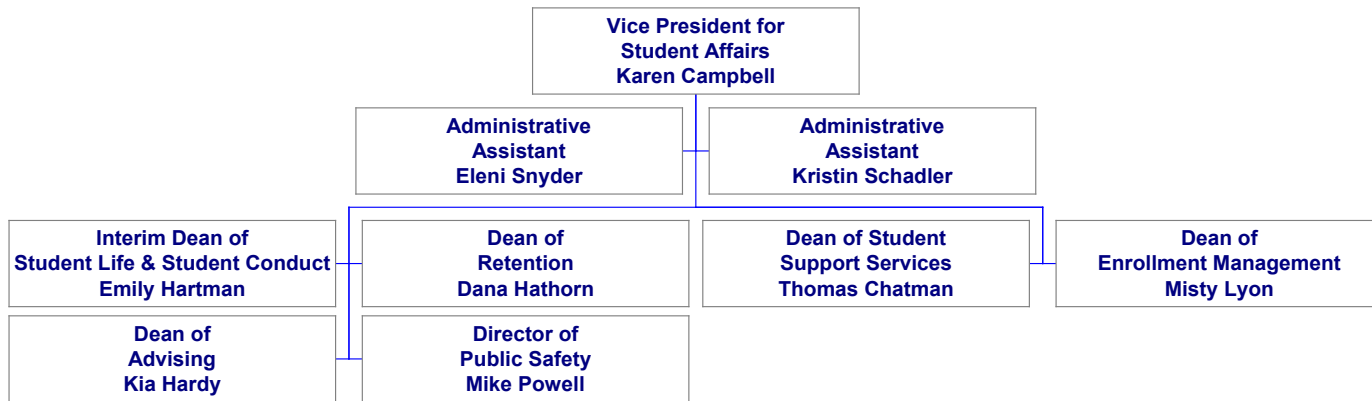 Vice President for
Student Affairs
Karen Campbell
Administrative
Assistant
Eleni Snyder
Administrative
Assistant
Kristin Schadler
Interim Dean of
Student Life & Student Conduct
Emily Hartman
Dean of
Retention
Dana Hathorn
Dean of Student
Support Services
Thomas Chatman
Dean of
Enrollment Management
Misty Lyon
Dean of
Advising
Kia Hardy
Director of
Public Safety
Mike Powell